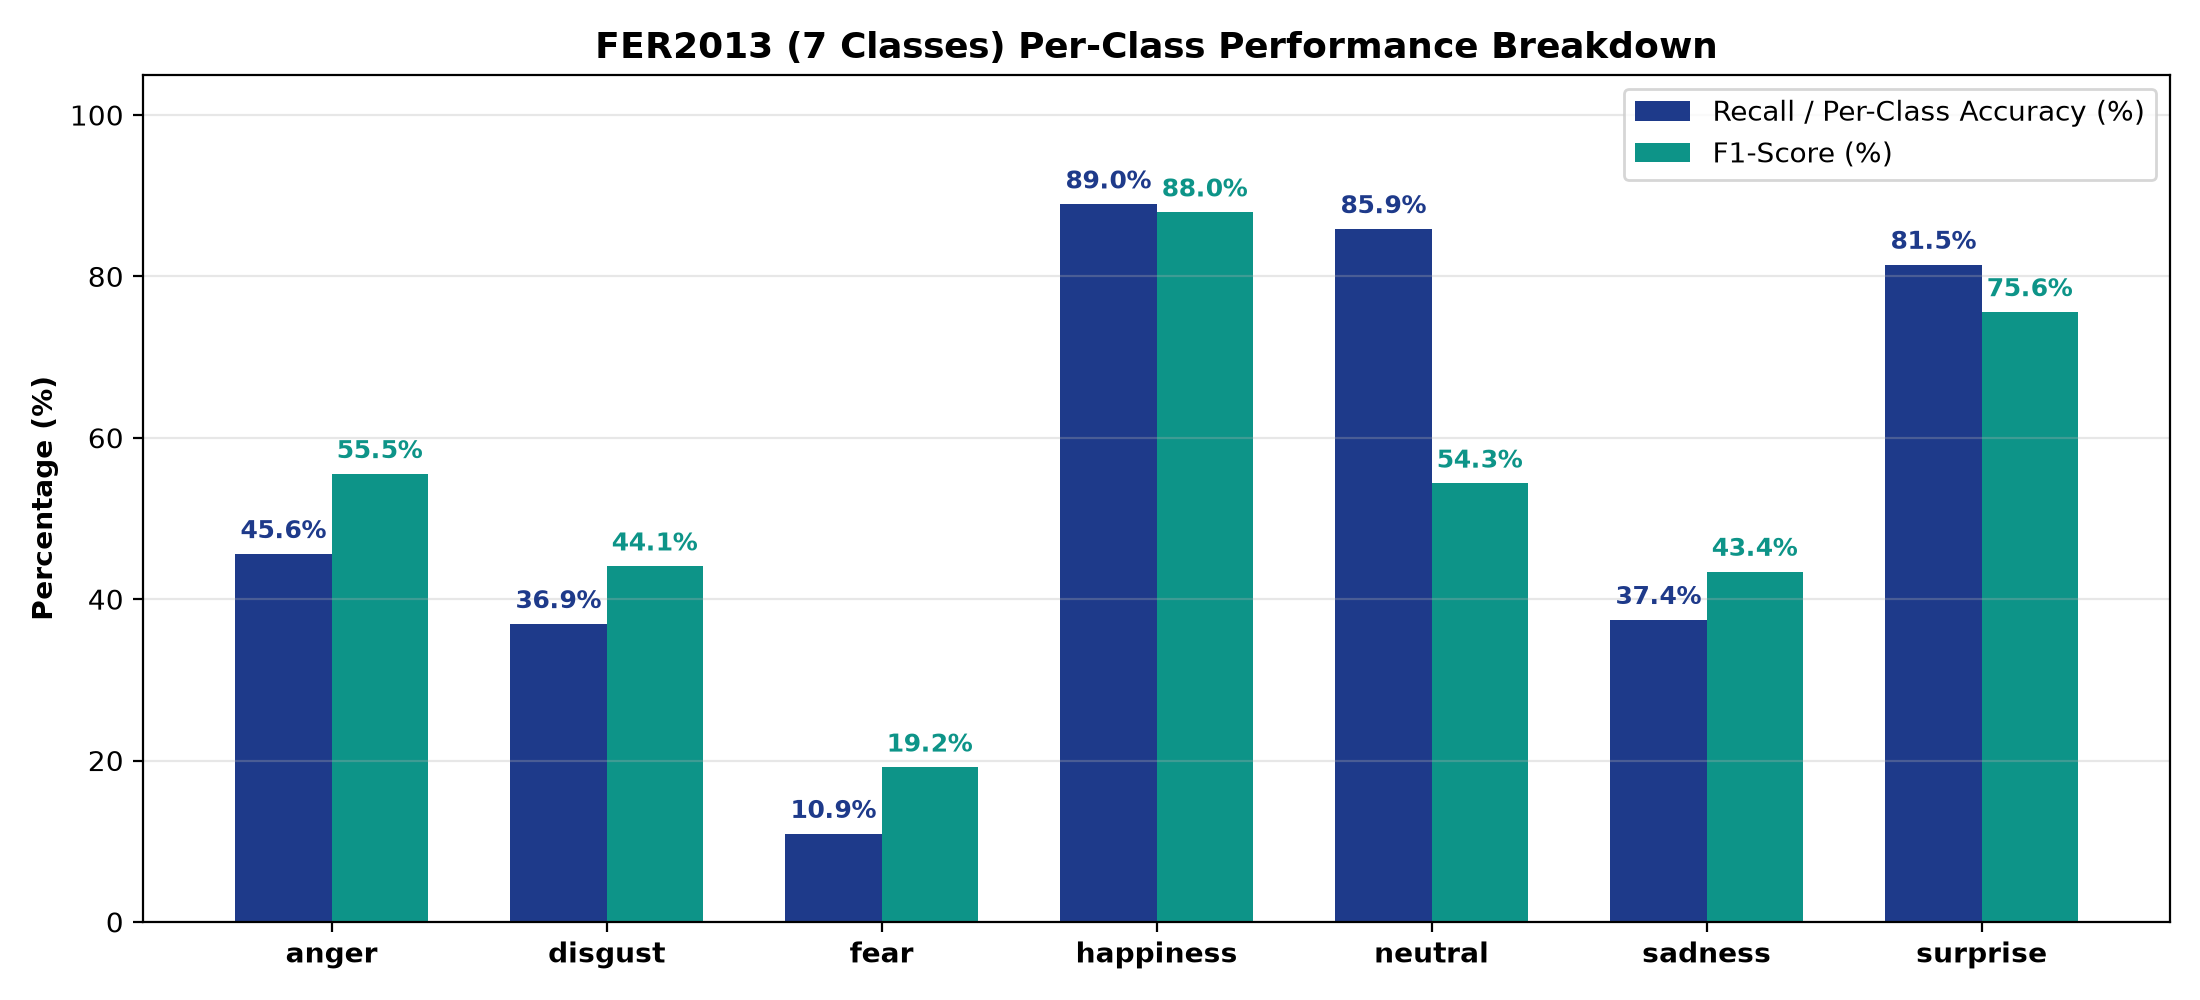 FER2013 (7 Classes) Per-Class Performance Breakdown
Recall / Per-Class Accuracy (%)
F1-Score (%)
Percentage (%)
100
80
60
40
20
0
45.6%
55.5%
36.9%
44.1%
10.9%
19.2%
89.0%
88.0%
85.9%
54.3%
37.4%
43.4%
81.5%
75.6%
anger
disgust
fear
happiness
neutral
sadness
surprise